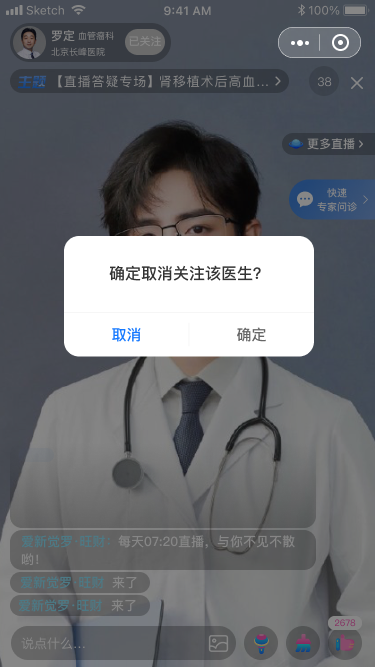 Sketch 9:41 AM 100%
罗定 血管瘤科 已关注
北京长峰医院
【直播答疑专场】肾移植术后高血... 38
更多直播
快速
专家问诊
确定取消关注该医生?
取消 确定
爱新觉罗·旺财: 每天07:20直播，与你不见不散
哟!
爱新觉罗·旺财 来了
爱新觉罗·旺财 来了
2678
说点什么...